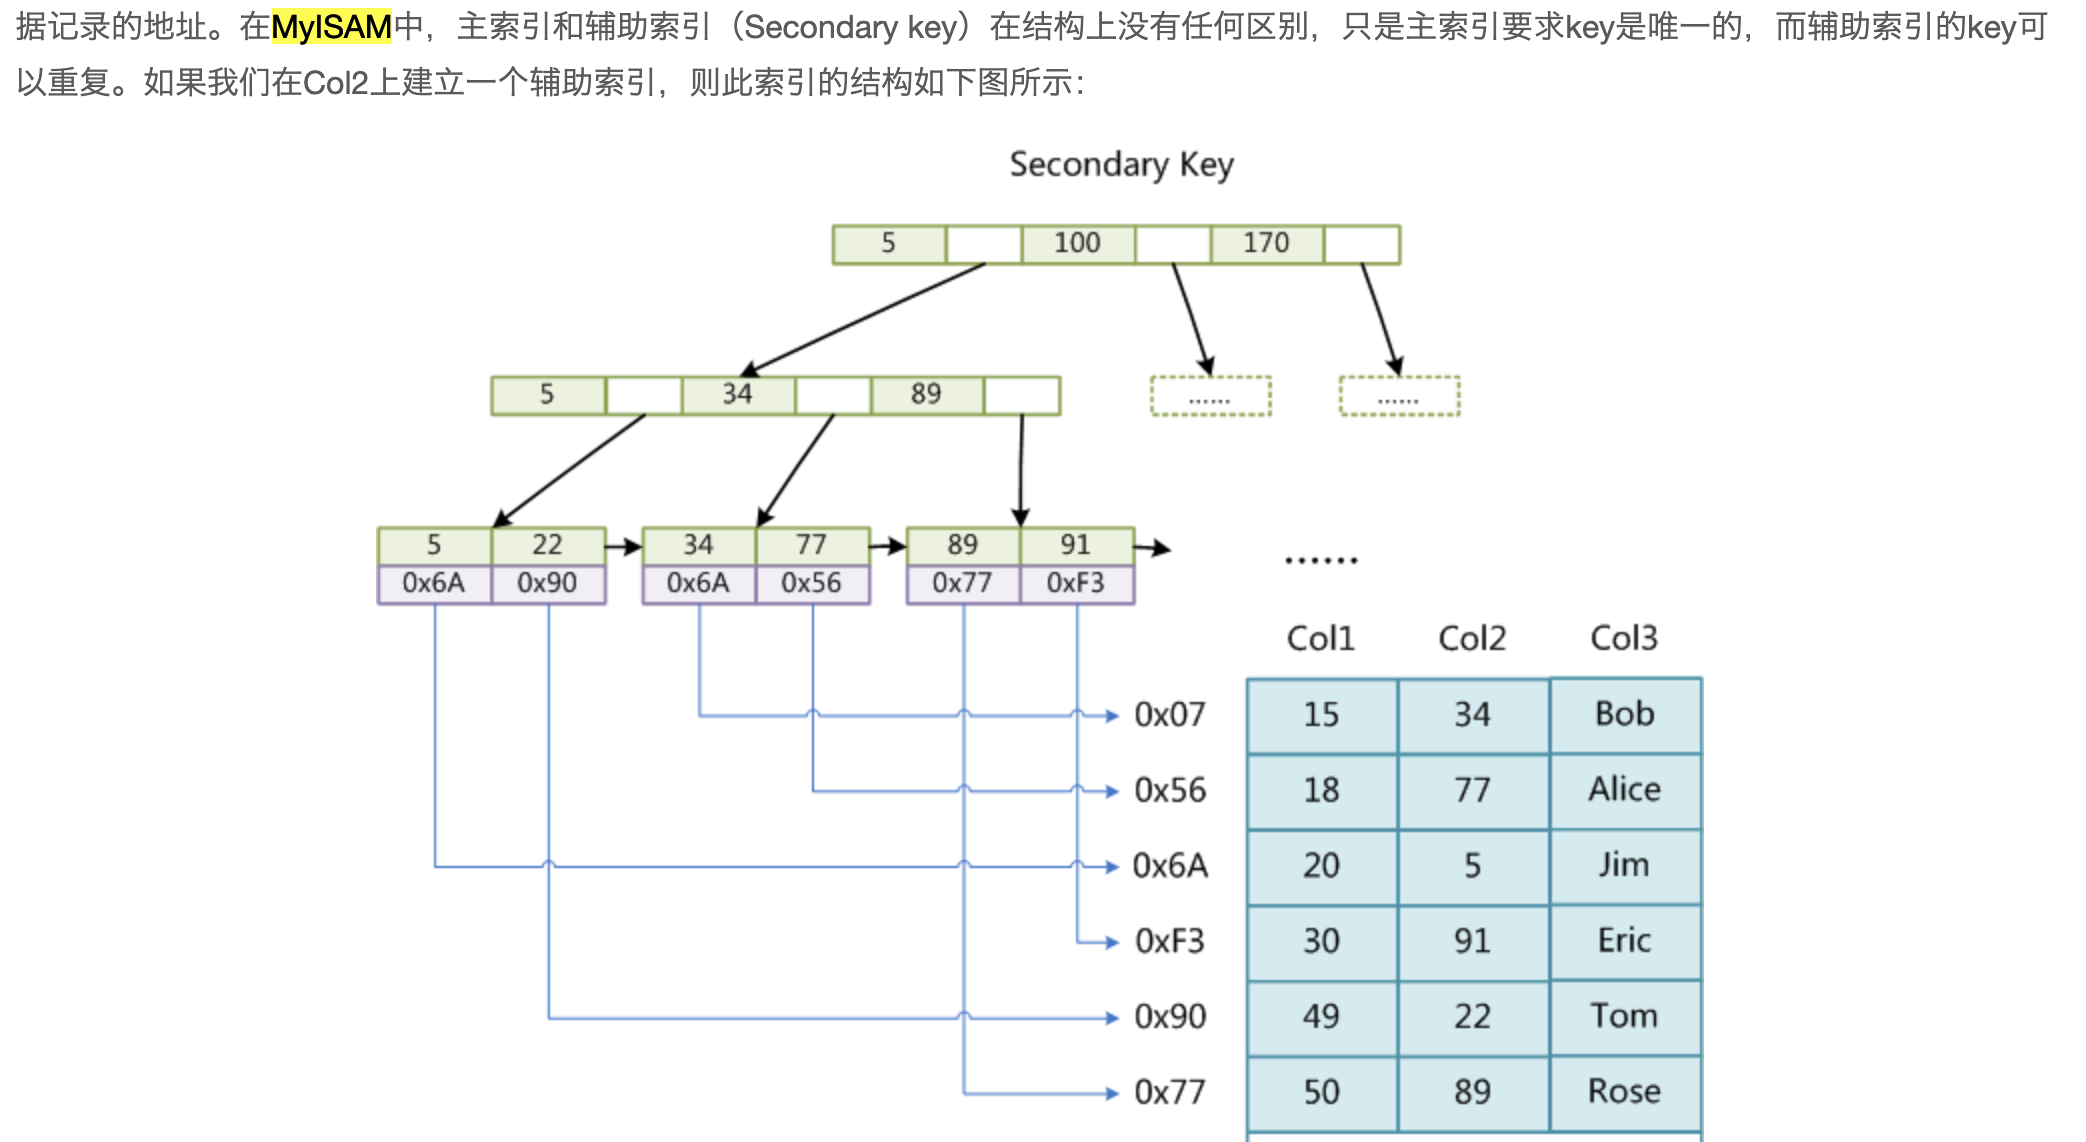 据记录的地址。在MyISAM中，主索引和辅助索引（Secondary key）在结构上没有任何区别，只是主索引要求key是唯一的，而辅助索引的key可
以重复。如果我们在Col2上建立一个辅助索引，则此索引的结构如下图所示：
Secondary Key
5 100 170
5 34 89 ...... ......
5 22 34 77 89 91
0x6A 0x90 0x6A 0x56 0x77 0xF3
......
Col1 Col2 Col3
0x07 15 34 Bob
0x56 18 77 Alice
0x6A 20 5 Jim
0xF3 30 91 Eric
0x90 49 22 Tom
0x77 50 89 Rose